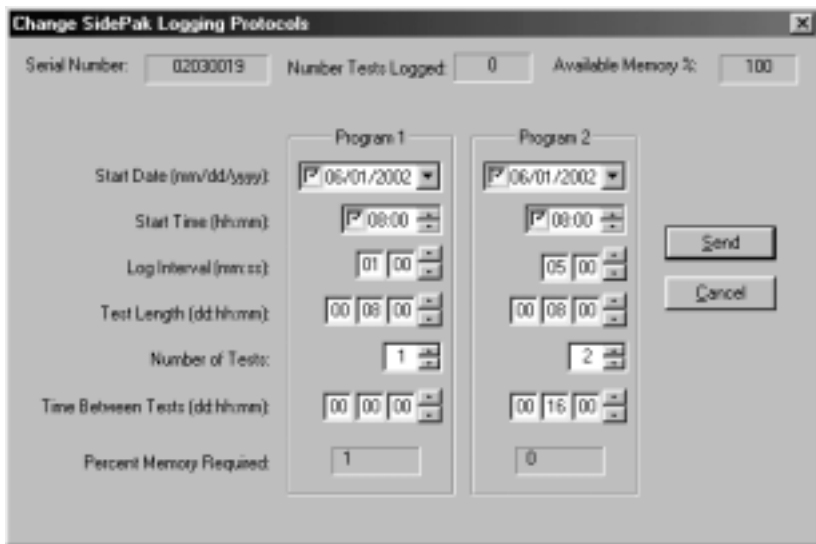 Change SidePak Logging Protocols
Serial Number: 02030019 Number Tests Logged: 0 Available Memory %: 100
Program 1 Program 2
Start Date (mm/dd/yyyy): 06/01/2002 06/01/2002
Start Time (hh:mm): 08:00 08:00
Log Interval (mm:ss): 01 00 05 00
Test Length (dd:hh:mm): 00 08 00 00 08 00
Number of Tests: 1 2
Time Between Tests (dd:hh:mm): 00 00 00 00 16 00
Percent Memory Required: 1 0
Send
Cancel